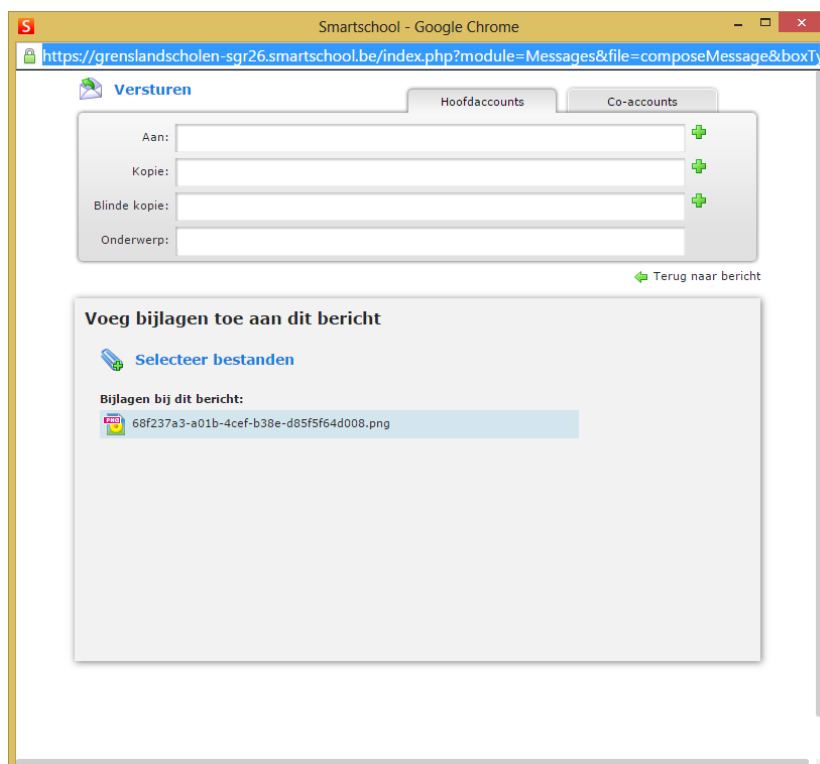 S Smartschool - Google Chrome
https://grenslandscholen-sgr26.smartschool.be/index.php?module=Messages&file=composeMessage&boxTy
Versturen
Hoofdaccounts Co-accounts
Aan:
Kopie:
Blinde kopie:
Onderwerp:
Terug naar bericht
Voeg bijlagen toe aan dit bericht
Selecteer bestanden
Bijlagen bij dit bericht:
PNG 68f237a3-a01b-4cef-b38e-d85f5f64d008.png